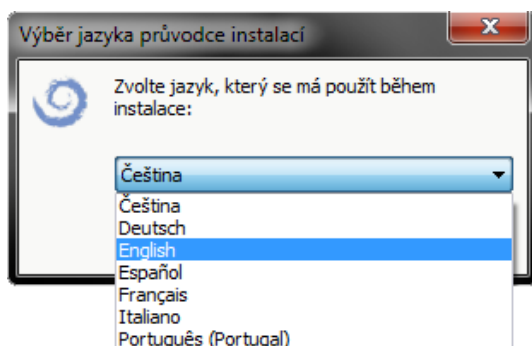 Výběr jazyka průvodce instalací
Zvolte jazyk, který se má použít během
instalace:
Čeština
Čeština
Deutsch
English
Español
Français
Italiano
Português (Portugal)